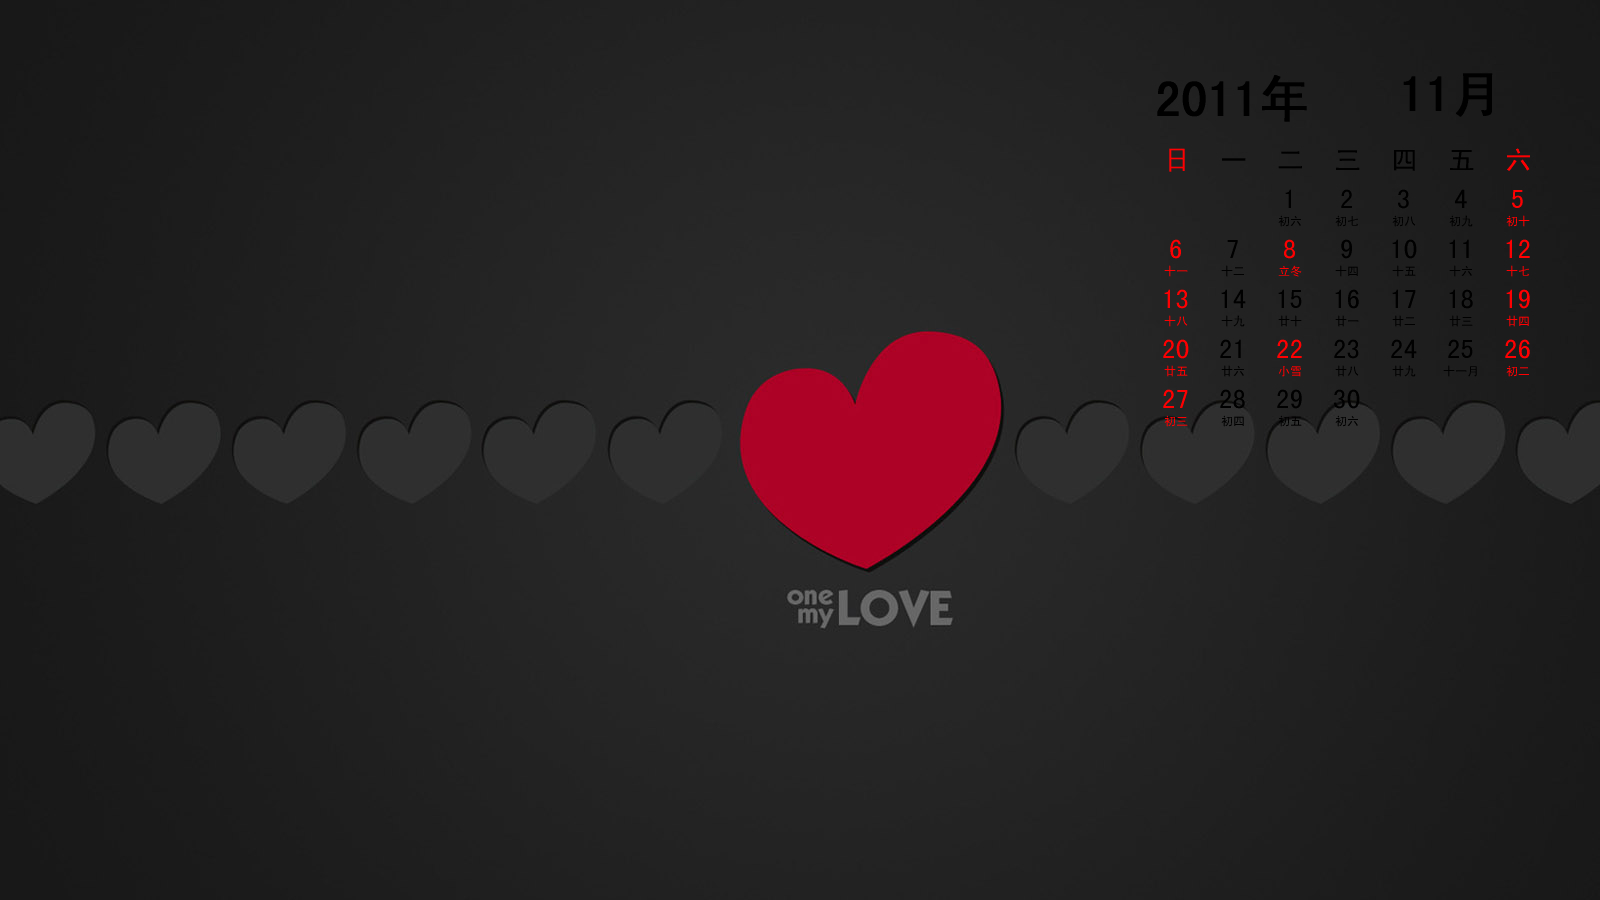 2011年 11月
日 一 二 三 四 五 六
1 2 3 4 5
初六 初七 初八 初九 初十
6 7 8 9 10 11 12
十一 十二 立冬 十四 十五 十六 十七
13 14 15 16 17 18 19
十八 十九 廿十 廿一 廿二 廿三 廿四
20 21 22 23 24 25 26
廿五 廿六 小雪 廿八 廿九 十一月 初二
27 28 29 30
初三 初四 初五 初六
one
my LOVE